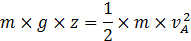 m × g × z = 1/2 × m × v_A^2